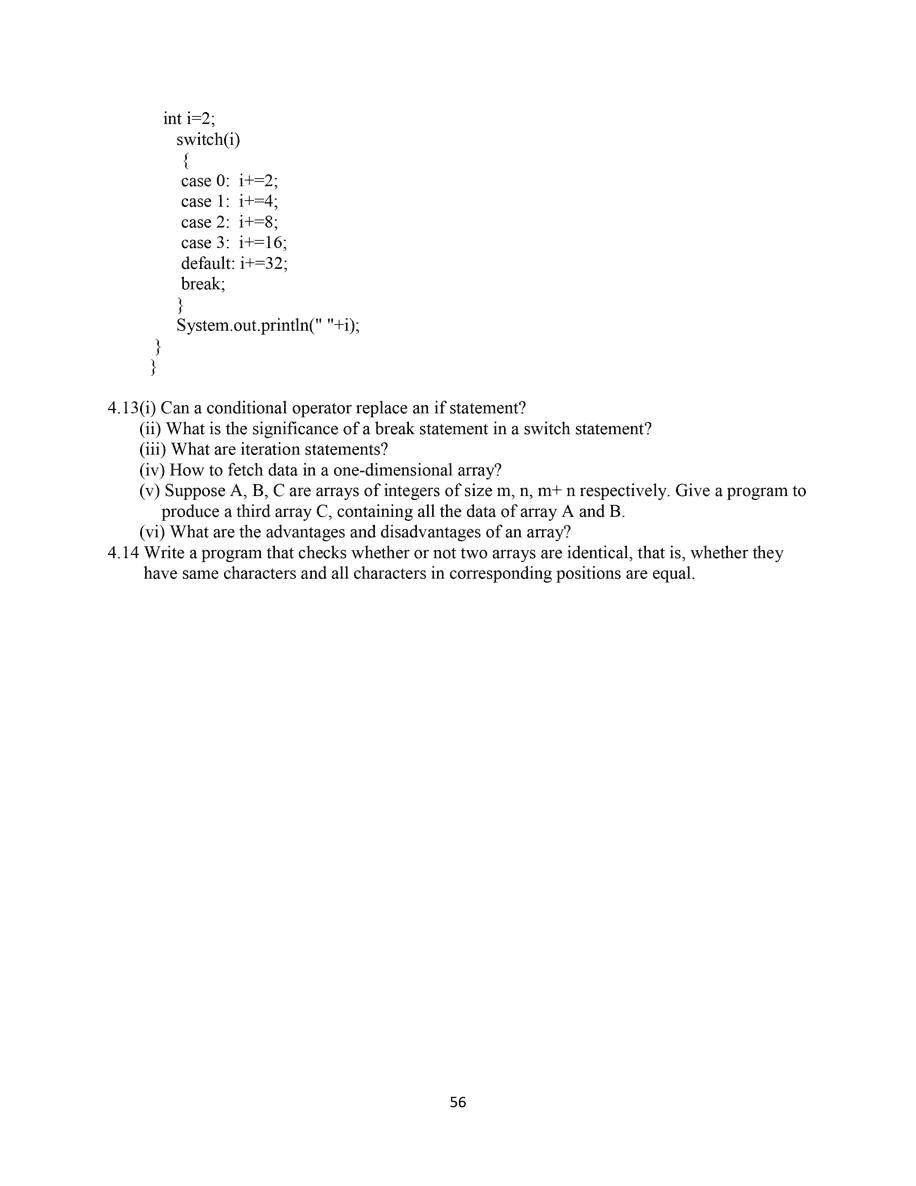 int i=2;
switch(i)
{
case 0:  i+=2;
case 1:  i+=4;
case 2:  i+=8;
case 3:  i+=16;
default: i+=32;
break;
}
System.out.println(" "+i);
}
}
4.13(i) Can a conditional operator replace an if statement?
(ii) What is the significance of a break statement in a switch statement?
(iii) What are iteration statements?
(iv) How to fetch data in a one-dimensional array?
(v) Suppose A, B, C are arrays of integers of size m, n, m+ n respectively. Give a program to
produce a third array C, containing all the data of array A and B.
(vi) What are the advantages and disadvantages of an array?
4.14 Write a program that checks whether or not two arrays are identical, that is, whether they
have same characters and all characters in corresponding positions are equal.
56